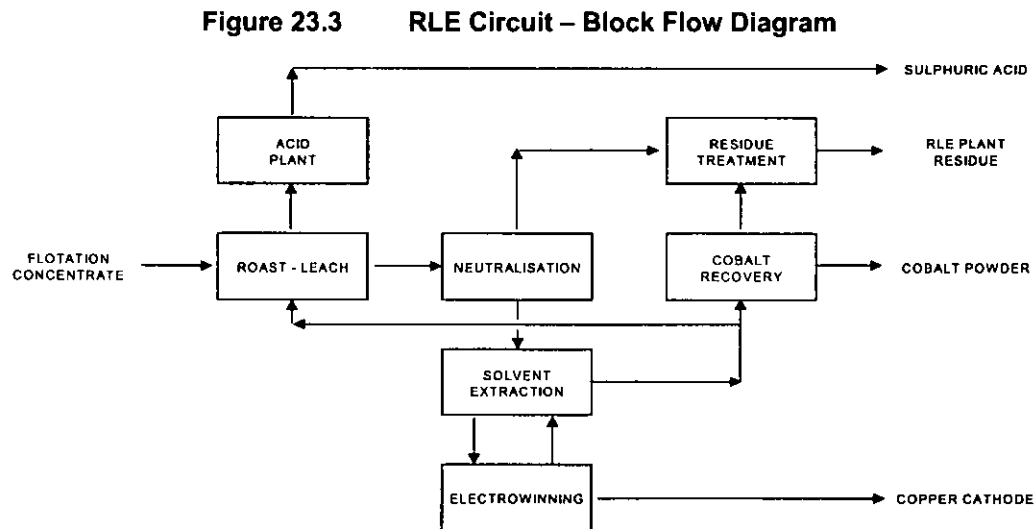 Figure 23.3 RLE Circuit – Block Flow Diagram
SULPHURIC ACID
ACID
PLANT
RESIDUE
TREATMENT
RLE PLANT
RESIDUE
FLOTATION
CONCENTRATE
ROAST - LEACH
NEUTRALISATION
COBALT
RECOVERY
COBALT POWDER
SOLVENT
EXTRACTION
ELECTROWINNING
COPPER CATHODE